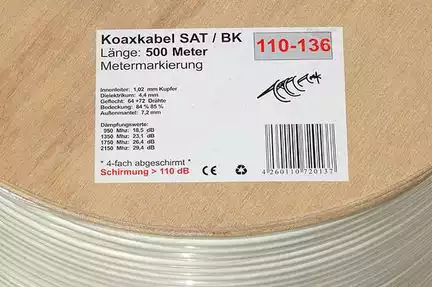 Koaxkabel SAT / BK
110-136
Länge: 500 Meter
Metermarkierung
Innenleiter: 1,02 mm Kupfer
Dielektrikum: 4,4 mm
Geflecht: 64 +72 Drähte
Bedeckung: 84 % 85 %
Außenmantel: 7,2 mm
Dämpfungswerte:
950 Mhz: 18,5 dB
1350 Mhz: 23,1 dB
1750 Mhz: 26,4 dB
2150 Mhz: 29,4 dB
* 4-fach abgeschirmt *
Schirmung > 110 dB
CE
4 260110 720137